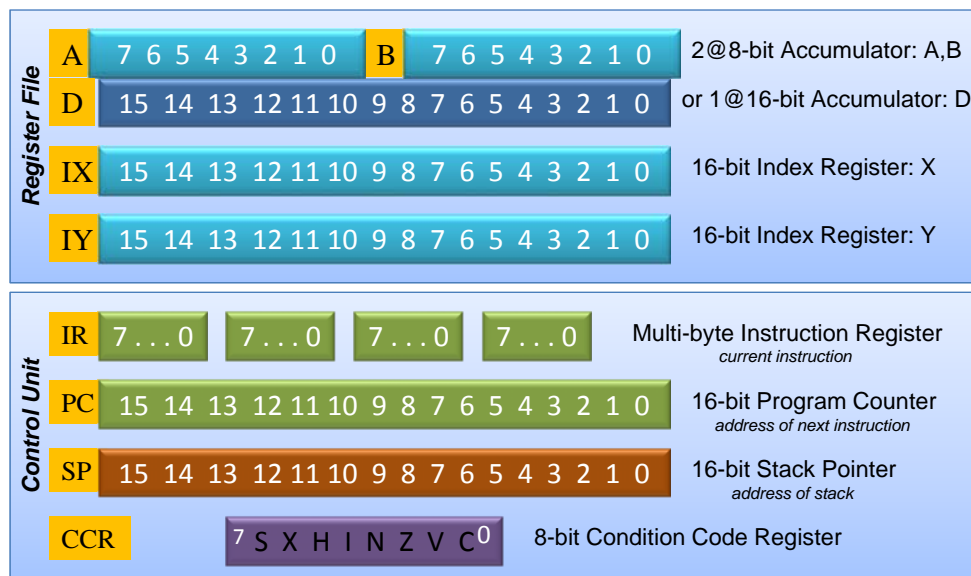 Register File
A 7 6 5 4 3 2 1 0 B 7 6 5 4 3 2 1 0 2@8-bit Accumulator: A,B
D 15 14 13 12 11 10 9 8 7 6 5 4 3 2 1 0 or 1@16-bit Accumulator: D
IX 15 14 13 12 11 10 9 8 7 6 5 4 3 2 1 0 16-bit Index Register: X
IY 15 14 13 12 11 10 9 8 7 6 5 4 3 2 1 0 16-bit Index Register: Y
Control Unit
IR 7...0 7...0 7...0 7...0 Multi-byte Instruction Register
current instruction
PC 15 14 13 12 11 10 9 8 7 6 5 4 3 2 1 0 16-bit Program Counter
address of next instruction
SP 15 14 13 12 11 10 9 8 7 6 5 4 3 2 1 0 16-bit Stack Pointer
address of stack
CCR 7 S X H I N Z V C 0 8-bit Condition Code Register